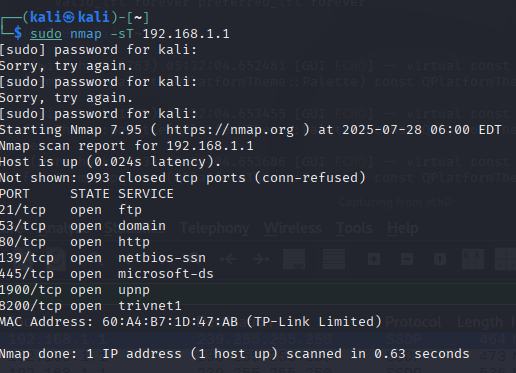 ┌──(kali㉿kali)-[~]
└─$ sudo nmap -sT 192.168.1.1
[sudo] password for kali:
Sorry, try again.
[sudo] password for kali:
Sorry, try again.
[sudo] password for kali:
Starting Nmap 7.95 ( https://nmap.org ) at 2025-07-28 06:00 EDT
Nmap scan report for 192.168.1.1
Host is up (0.024s latency).
Not shown: 993 closed tcp ports (conn-refused)
PORT     STATE SERVICE
21/tcp   open  ftp
53/tcp   open  domain
80/tcp   open  http
139/tcp  open  netbios-ssn
445/tcp  open  microsoft-ds
1900/tcp open  upnp
8200/tcp open  trivnet1
MAC Address: 60:A4:B7:1D:47:AB (TP-Link Limited)
Nmap done: 1 IP address (1 host up) scanned in 0.63 seconds
Telephony Wireless Tools Help
Protocol Length